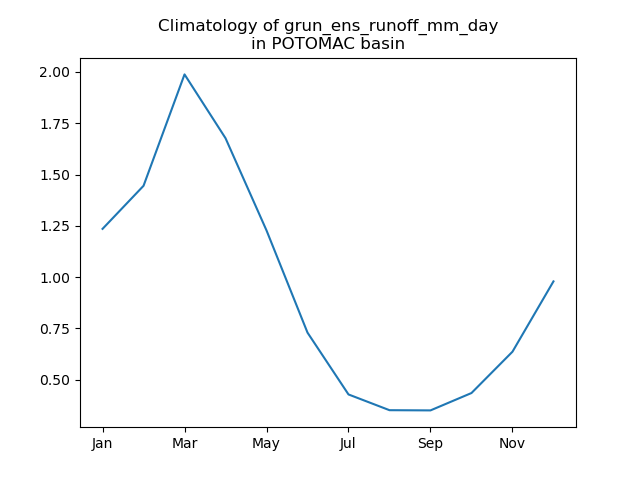 Climatology of grun_ens_runoff_mm_day
in POTOMAC basin
2.00
1.75
1.50
1.25
1.00
0.75
0.50
Jan Mar May Jul Sep Nov